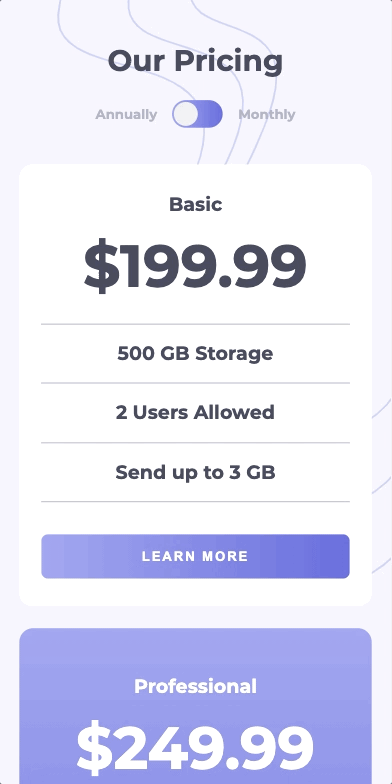 Our Pricing
Annually Monthly
Basic
$199.99
500 GB Storage
2 Users Allowed
Send up to 3 GB
LEARN MORE
Professional
$249.99